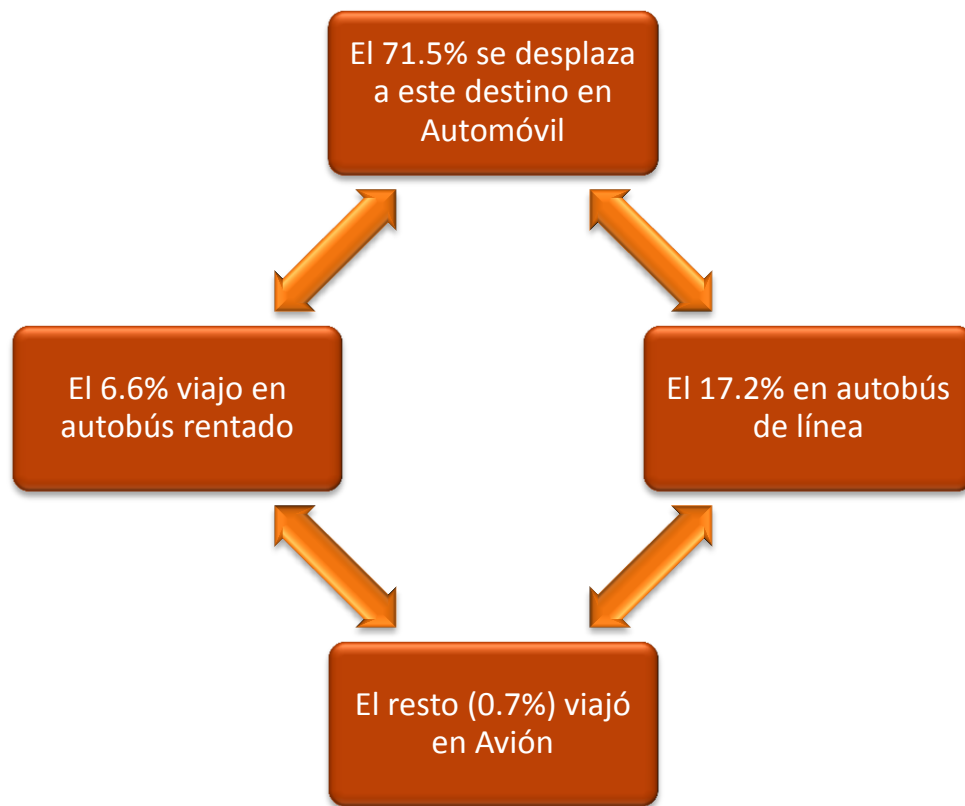 El 71.5% se desplaza
a este destino en
Automóvil
El 6.6% viajo en
autobús rentado
El 17.2% en autobús
de línea
El resto (0.7%) viajó
en Avión